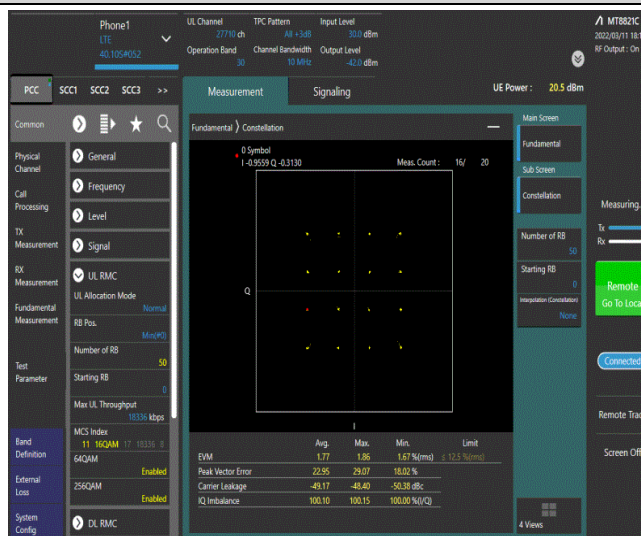 Phone1
LTE
40.10S#052
UL Channel TPC Pattern Input Level
27710 ch All +3dB 30.0 dBm
Operation Band Channel Bandwidth Output Level
30 10 MHz -42.0 dBm
MT8821C
2022/03/11 18:1
RF Output : On
PCC SCC1 SCC2 SCC3 >>
Measurement Signaling
UE Power : 20.5 dBm
Common
Physical Channel
Call Processing
TX Measurement
RX Measurement
Fundamental Measurement
Test Parameter
Band Definition
External Loss
System Config
General
Frequency
Level
Signal
UL RMC
UL Allocation Mode
Normal
RB Pos.
Min(#0)
Number of RB
50
Starting RB
0
Max UL Throughput
18336 kbps
MCS Index
11 16QAM 17 18336 8
64QAM
Enabled
256QAM
Enabled
DL RMC
Fundamental 〉 Constellation
0 Symbol
I -0.9559 Q -0.3130 Meas. Count : 16/ 20
Q
I
Avg. Max. Min. Limit
EVM 1.77 1.86 1.67 %(rms) ≤ 12.5 %(rms)
Peak Vector Error 22.95 29.07 18.02 %
Carrier Leakage -49.17 -48.40 -50.38 dBc
IQ Imbalance 100.10 100.15 100.00 %(I/Q)
Main Screen
Fundamental
Sub Screen
Constellation
Number of RB
50
Starting RB
0
Interpolation (Constellation)
None
4 Views
Measuring.
Tx
Rx
Remote
Go To Loca
Connected
Remote Trac
Screen Off